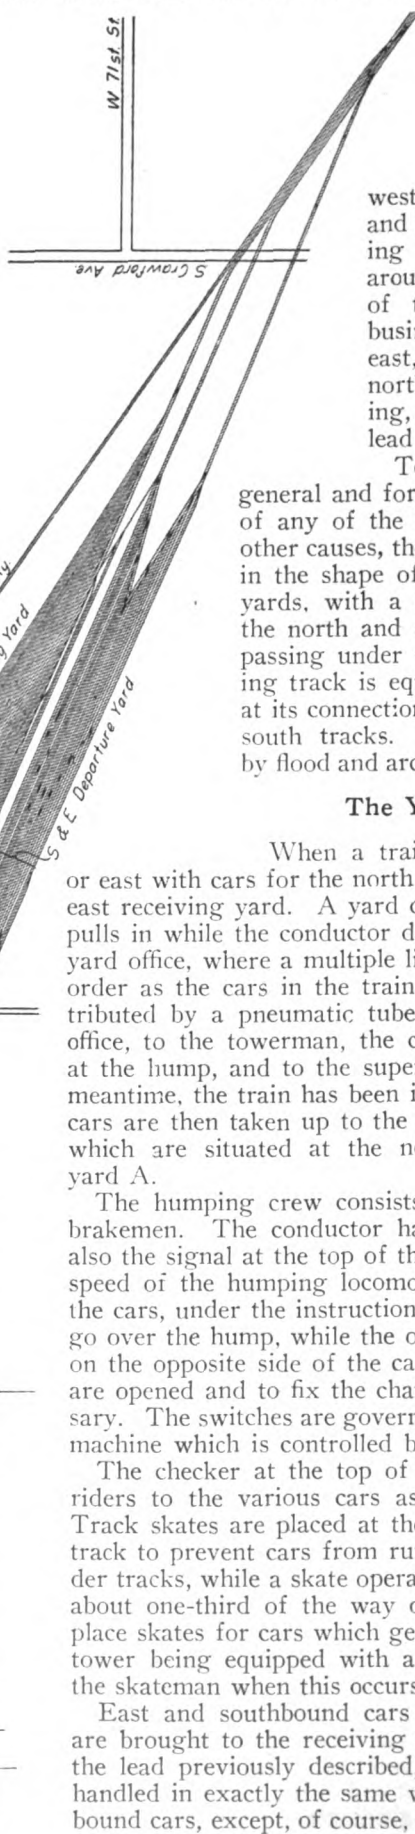 W 71st. St.
S Crawford Ave.
g Yard
S & E Departure Yard
west
and
ing
arou
of t
busi
east,
nort
ing,
lead
general and for
of any of the
other causes, th
in the shape of
yards, with a
the north and
passing under
ing track is eq
at its connection
south tracks.
by flood and arc
The Y
When a trai
or east with cars for the north
east receiving yard. A yard c
pulls in while the conductor d
yard office, where a multiple li
order as the cars in the train
tributed by a pneumatic tube
office, to the towerman, the c
at the hump, and to the supe
meantime, the train has been i
cars are then taken up to the
which are situated at the n
yard A.
The humping crew consists
brakemen. The conductor ha
also the signal at the top of th
speed of the humping locomo
the cars, under the instruction
go over the hump, while the o
on the opposite side of the ca
are opened and to fix the cha
sary. The switches are govern
machine which is controlled b
The checker at the top of
riders to the various cars as
Track skates are placed at the
track to prevent cars from ru
der tracks, while a skate opera
about one-third of the way c
place skates for cars which ge
tower being equipped with a
the skateman when this occurs
East and southbound cars
are brought to the receiving
the lead previously described
handled in exactly the same v
bound cars, except, of course,